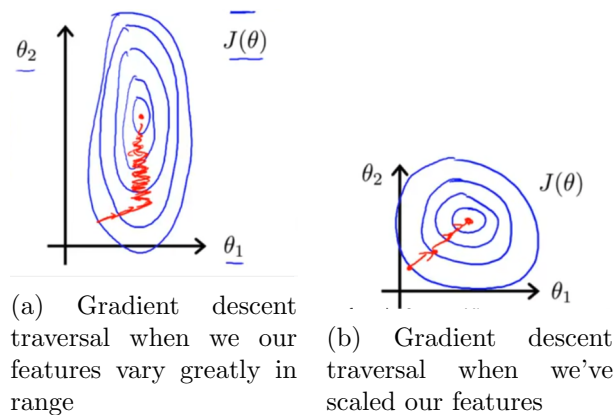 θ₂
J(θ)
θ₁
(a) Gradient descent
traversal when we our
features vary greatly in
range
θ₂
J(θ)
θ₁
(b) Gradient descent
traversal when we've
scaled our features